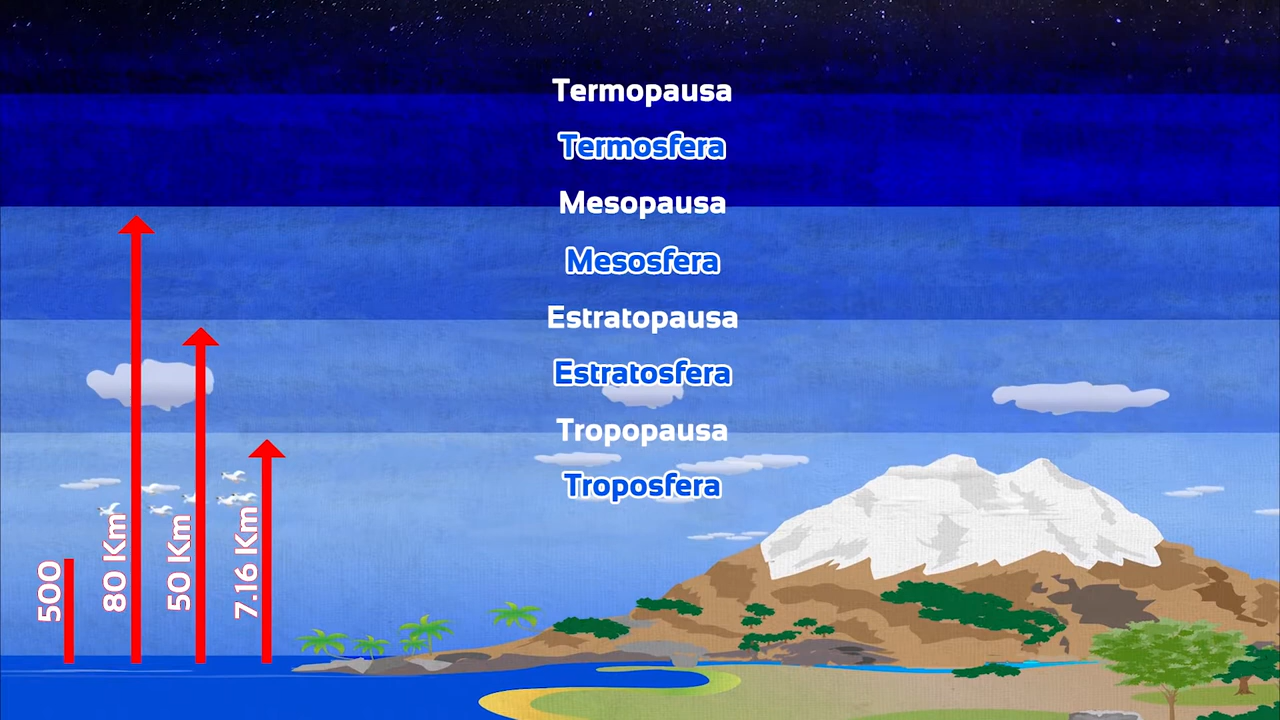 Termopausa
Termosfera
Mesopausa
Mesosfera
Estratopausa
Estratosfera
Tropopausa
Troposfera
500
80 Km
50 Km
7.16 Km